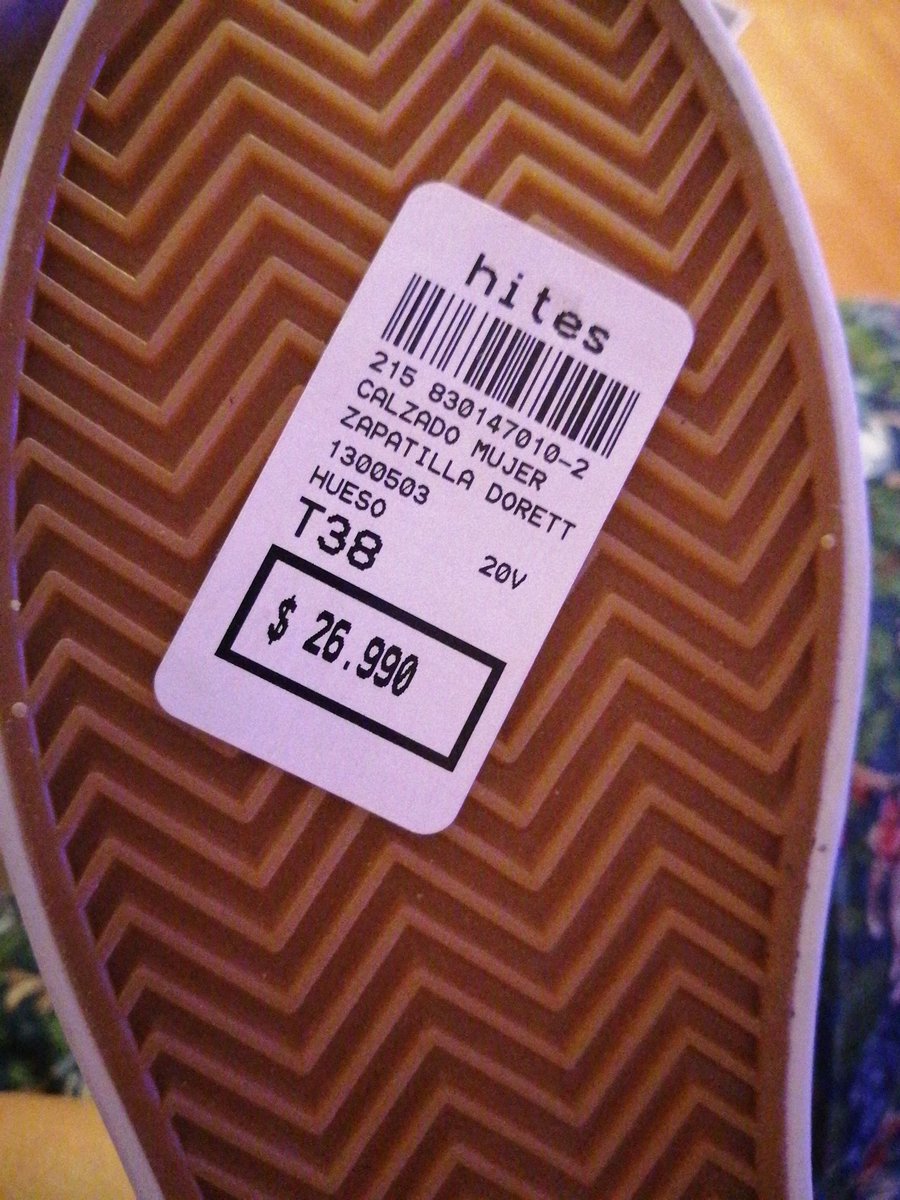 hites
215 830147010-2
CALZADO MUJER
ZAPATILLA DORETT
1300503
HUESO
T38 20V
$ 26.990